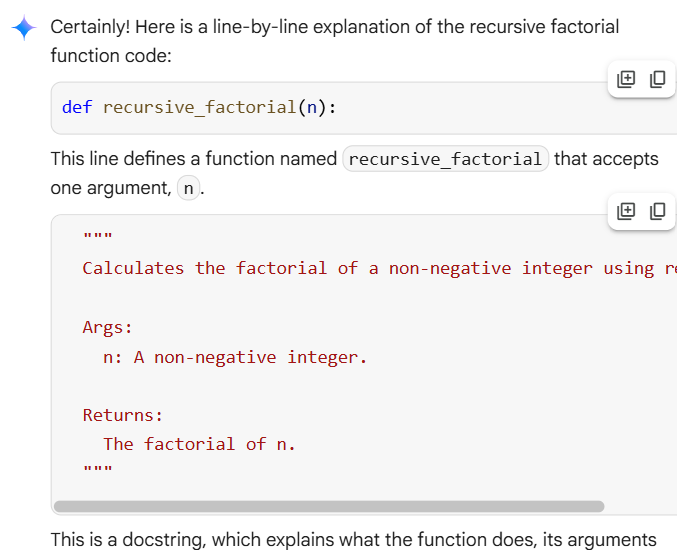 Certainly! Here is a line-by-line explanation of the recursive factorial
function code:
def recursive_factorial(n):
This line defines a function named recursive_factorial that accepts
one argument, n.
"""
Calculates the factorial of a non-negative integer using
Args:
n: A non-negative integer.
Returns:
The factorial of n.
"""
This is a docstring, which explains what the function does, its arguments